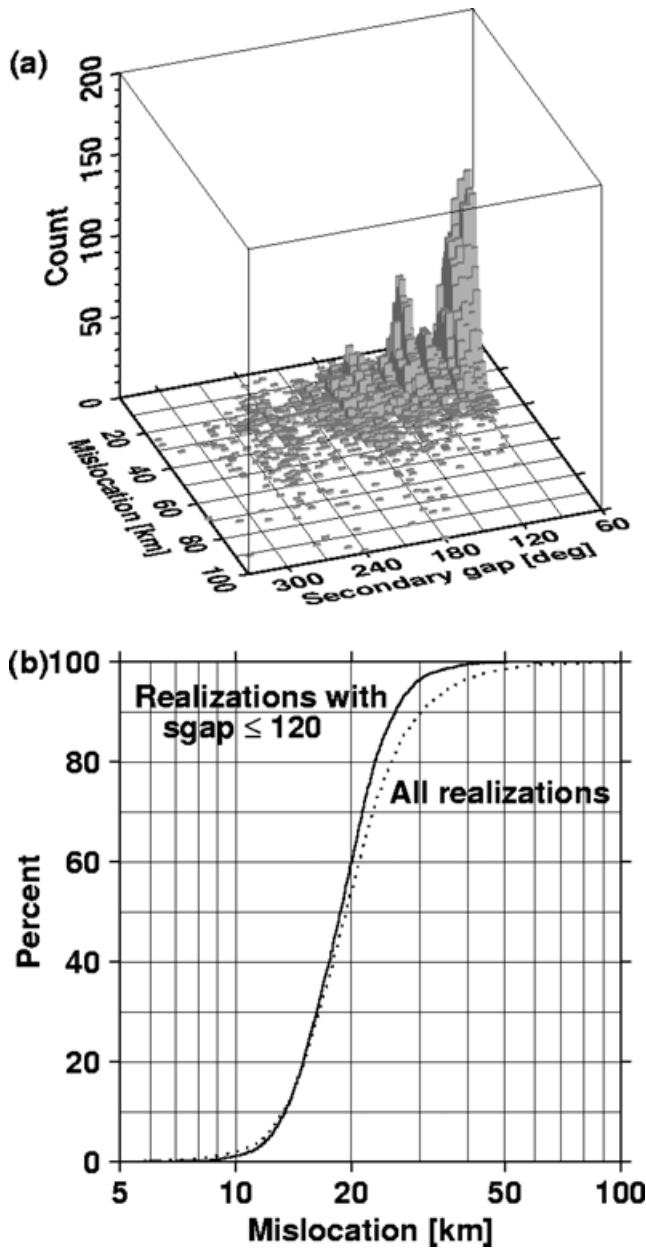 (a)
200
150
100
50
0
Count
20
40
60
80
100
Mislocation [km]
300
240
180
120
60
Secondary gap [deg]
(b)
100
80
60
40
20
0
Percent
Realizations with
sgap ≤ 120
All realizations
5
10
20
50
100
Mislocation [km]